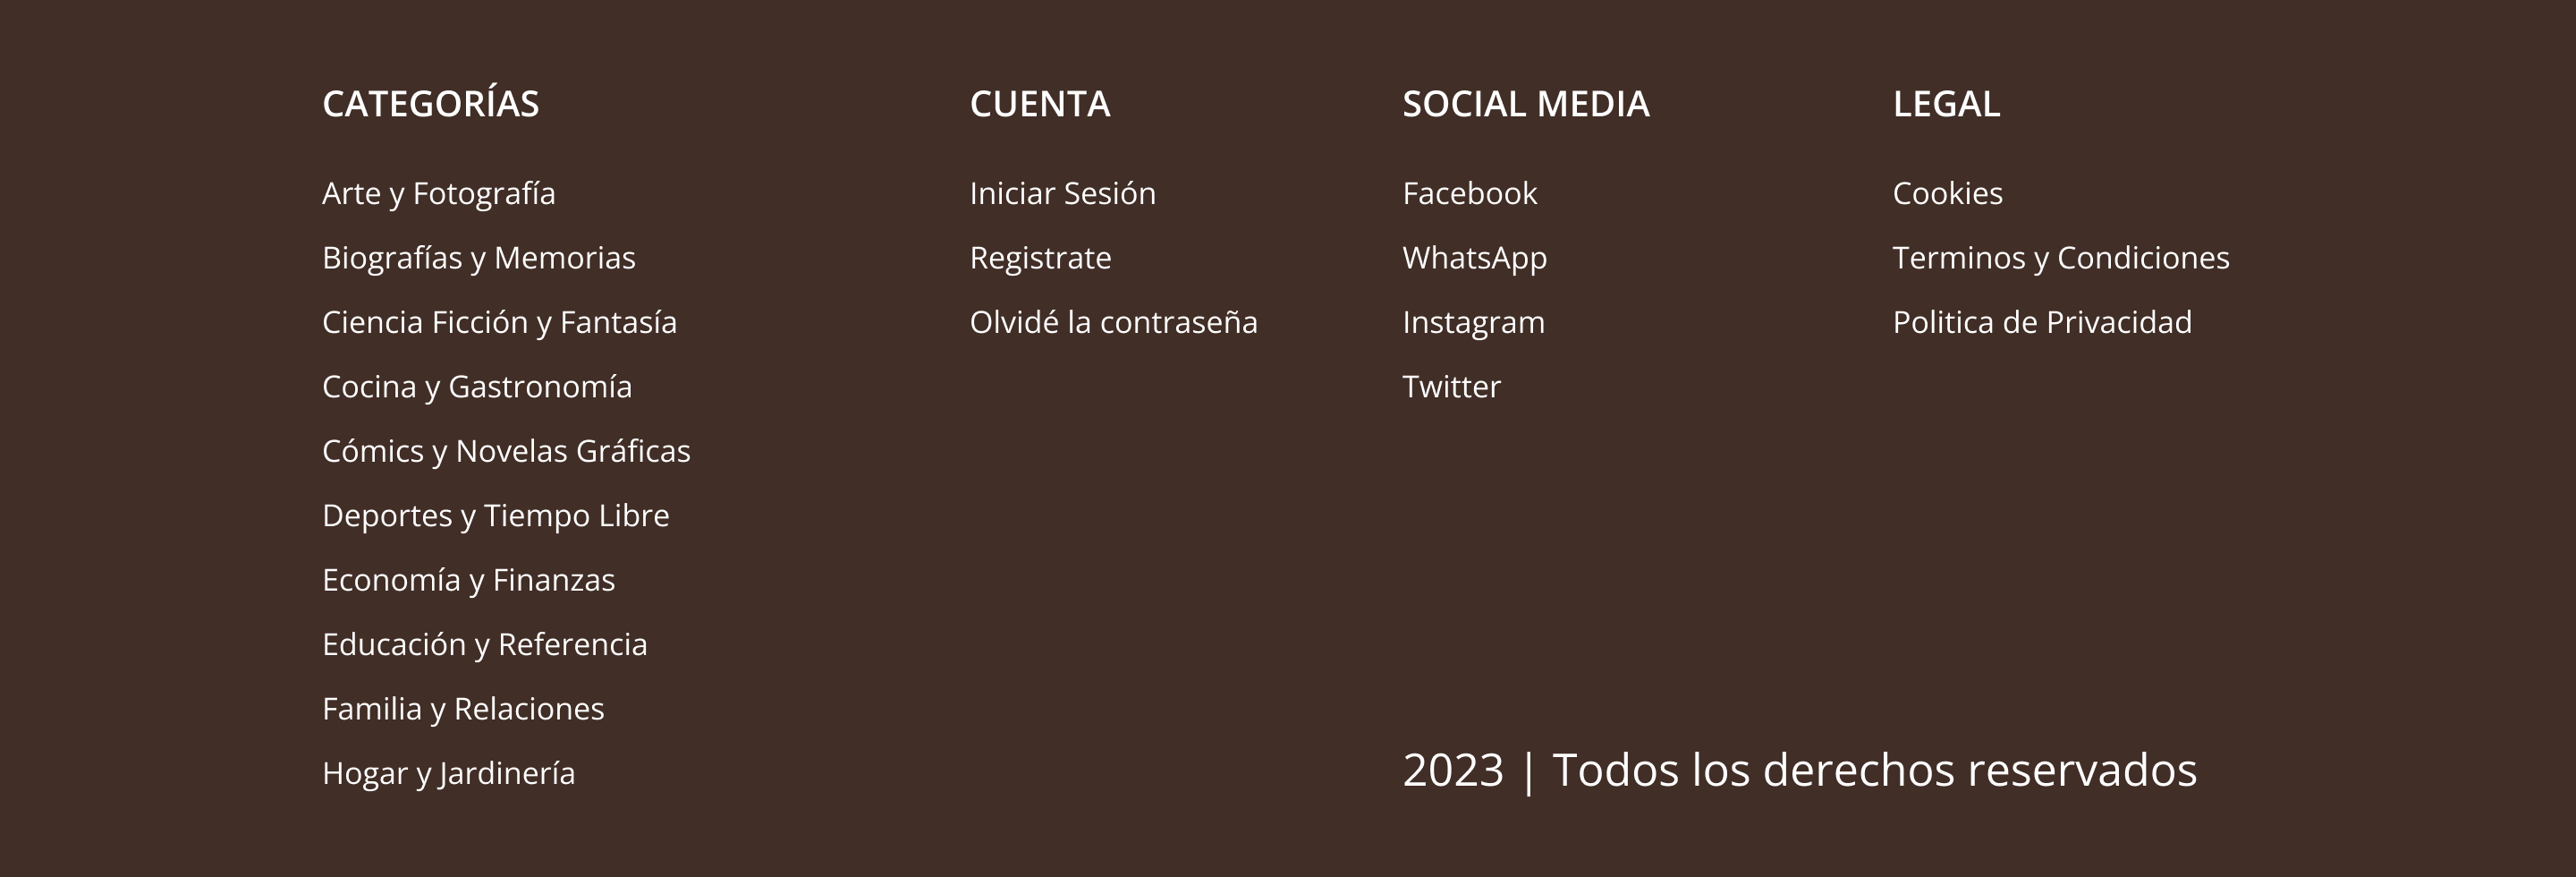 CATEGORÍAS
Arte y Fotografía
Biografías y Memorias
Ciencia Ficción y Fantasía
Cocina y Gastronomía
Cómics y Novelas Gráficas
Deportes y Tiempo Libre
Economía y Finanzas
Educación y Referencia
Familia y Relaciones
Hogar y Jardinería
CUENTA
Iniciar Sesión
Registrate
Olvidé la contraseña
SOCIAL MEDIA
Facebook
WhatsApp
Instagram
Twitter
LEGAL
Cookies
Terminos y Condiciones
Politica de Privacidad
2023 | Todos los derechos reservados